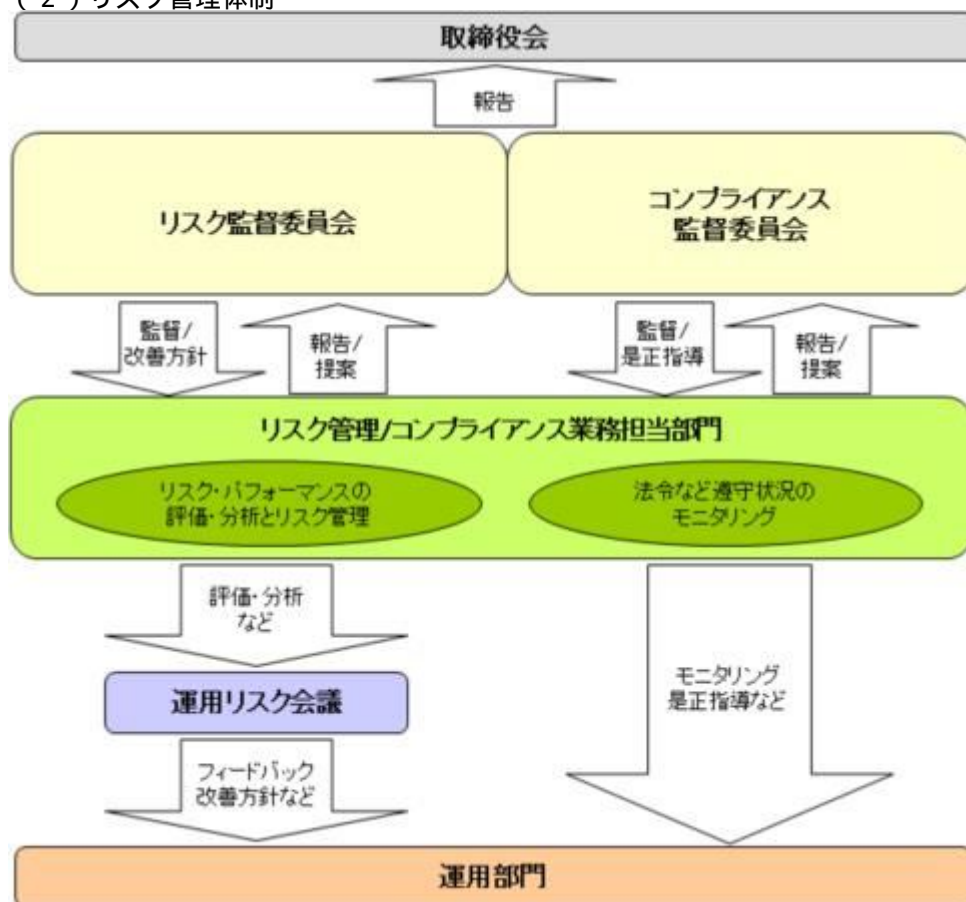 (2)リスク管理体制
取締役会
報告
リスク監督委員会
コンプライアンス
監督委員会
監督/
改善方針
報告/
提案
監督/
是正指導
報告/
提案
リスク管理/コンプライアンス業務担当部門
リスク・パフォーマンスの
評価・分析とリスク管理
法令など遵守状況の
モニタリング
評価・分析
など
運用リスク会議
モニタリング
是正指導など
フィードバック
改善方針など
運用部門